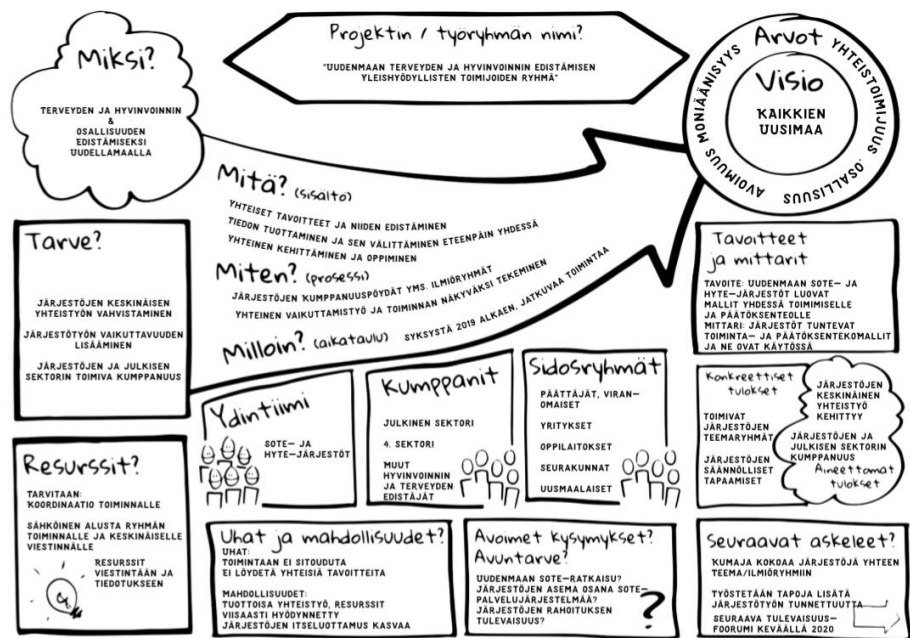 Miksi?
TERVEYDEN JA HYVINVOINNIN
&
OSALLISUUDEN
EDISTÄMISEKSI
UUDELLAMAALLA
Projektin / työryhmän nimi?
"UUDENMAAN TERVEYDEN JA HYVINVOINNIN EDISTÄMISEN
YLEISHYÖDYLLISTEN TOIMIJOIDEN RYHMÄ"
Arvot
AVOIMUUS MONIÄÄNISYYS YHTEISTOIMIJUUS OSALLISUUS
Visio
KAIKKIEN
UUSIMAA
Mitä? (sisältö)
YHTEISET TAVOITTEET JA NIIDEN EDISTÄMINEN
TIEDON TUOTTAMINEN JA SEN VÄLITTÄMINEN ETEENPÄIN YHDESSÄ
YHTEINEN KEHITTÄMINEN JA OPPIMINEN
Miten? (prosessi)
JÄRJESTÖJEN KUMPPANUUSPÖYDÄT YMS. ILMIÖRYHMÄT
YHTEINEN VAIKUTTAMISTYÖ JA TOIMINNAN NÄKYVÄKSI TEKEMINEN
Milloin? (aikataulu) SYKSYSTÄ 2019 ALKAEN, JATKUVAA TOIMINTAA
Tarve?
JÄRJESTÖJEN KESKINÄISEN
YHTEISTYÖN VAHVISTAMINEN
JÄRJESTÖTYÖN VAIKUTTAVUUDEN
LISÄÄMINEN
JÄRJESTÖJEN JA JULKISEN
SEKTORIN TOIMIVA KUMPPANUUS
Tavoitteet
ja mittarit
TAVOITE: UUDENMAAN SOTE- JA
HYTE-JÄRJESTÖT LUOVAT
MALLIT YHDESSÄ TOIMIMISELLE
JA PÄÄTÖKSENTEOLLE
MITTARI: JÄRJESTÖT TUNTEVAT
TOIMINTA- JA PÄÄTÖKSENTEKOMALLIT
JA NE OVAT KÄYTÖSSÄ
Ydintiimi
SOTE- JA
HYTE-JÄRJESTÖT
Kumppanit
JULKINEN SEKTORI
4. SEKTORI
MUUT
HYVINVOINNIN
JA TERVEYDEN
EDISTÄJÄT
Sidosryhmät
PÄÄTTÄJÄT, VIRAN-
OMAISET
YRITYKSET
OPPILAITOKSET
SEURAKUNNAT
UUSMAALAISET
Konkreettiset
tulokset
TOIMIVAT
JÄRJESTÖJEN
TEEMARYHMÄT
JÄRJESTÖJEN
SÄÄNNÖLLISET
TAPAAMISET
JÄRJESTÖJEN
KESKINÄINEN
YHTEISTYÖ
KEHITTYY
JÄRJESTÖJEN JA
JULKISEN SEKTORIN
KUMPPANUUS
Aineettomat
tulokset
Resurssit?
TARVITAAN:
KOORDINAATIO TOIMINNALLE
SÄHKÖINEN ALUSTA RYHMÄN
TOIMINNALLE JA KESKINÄISELLE
VIESTINNÄLLE
RESURSSIT
VIESTINTÄÄN JA
TIEDOTUKSEEN
Uhat ja mahdollisuudet?
UHAT:
TOIMINTAAN EI SITOUDUTA
EI LÖYDETÄ YHTEISIÄ TAVOITTEITA
MAHDOLLISUUDET:
TUOTTOISA YHTEISTYÖ, RESURSSIT
VIISAASTI HYÖDYNNETTY
JÄRJESTÖJEN ITSELUOTTAMUS KASVAA
Avoimet kysymykset?
Avuntarve?
UUDENMAAN SOTE-RATKAISU?
JÄRJESTÖJEN ASEMA OSANA SOTE-
PALVELUJÄRJESTELMÄÄ?
JÄRJESTÖJEN RAHOITUKSEN
TULEVAISUUS?
?
Seuraavat askeleet?
KUMAJA KOKOAA JÄRJESTÖJÄ YHTEEN
TEEMA/ILMIÖRYHMIIN
TYÖSTETÄÄN TAPOJA LISÄTÄ
JÄRJESTÖTYÖN TUNNETTUUTTA
SEURAAVA TULEVAISUUS-
FOORUMI KEVÄÄLLÄ 2020